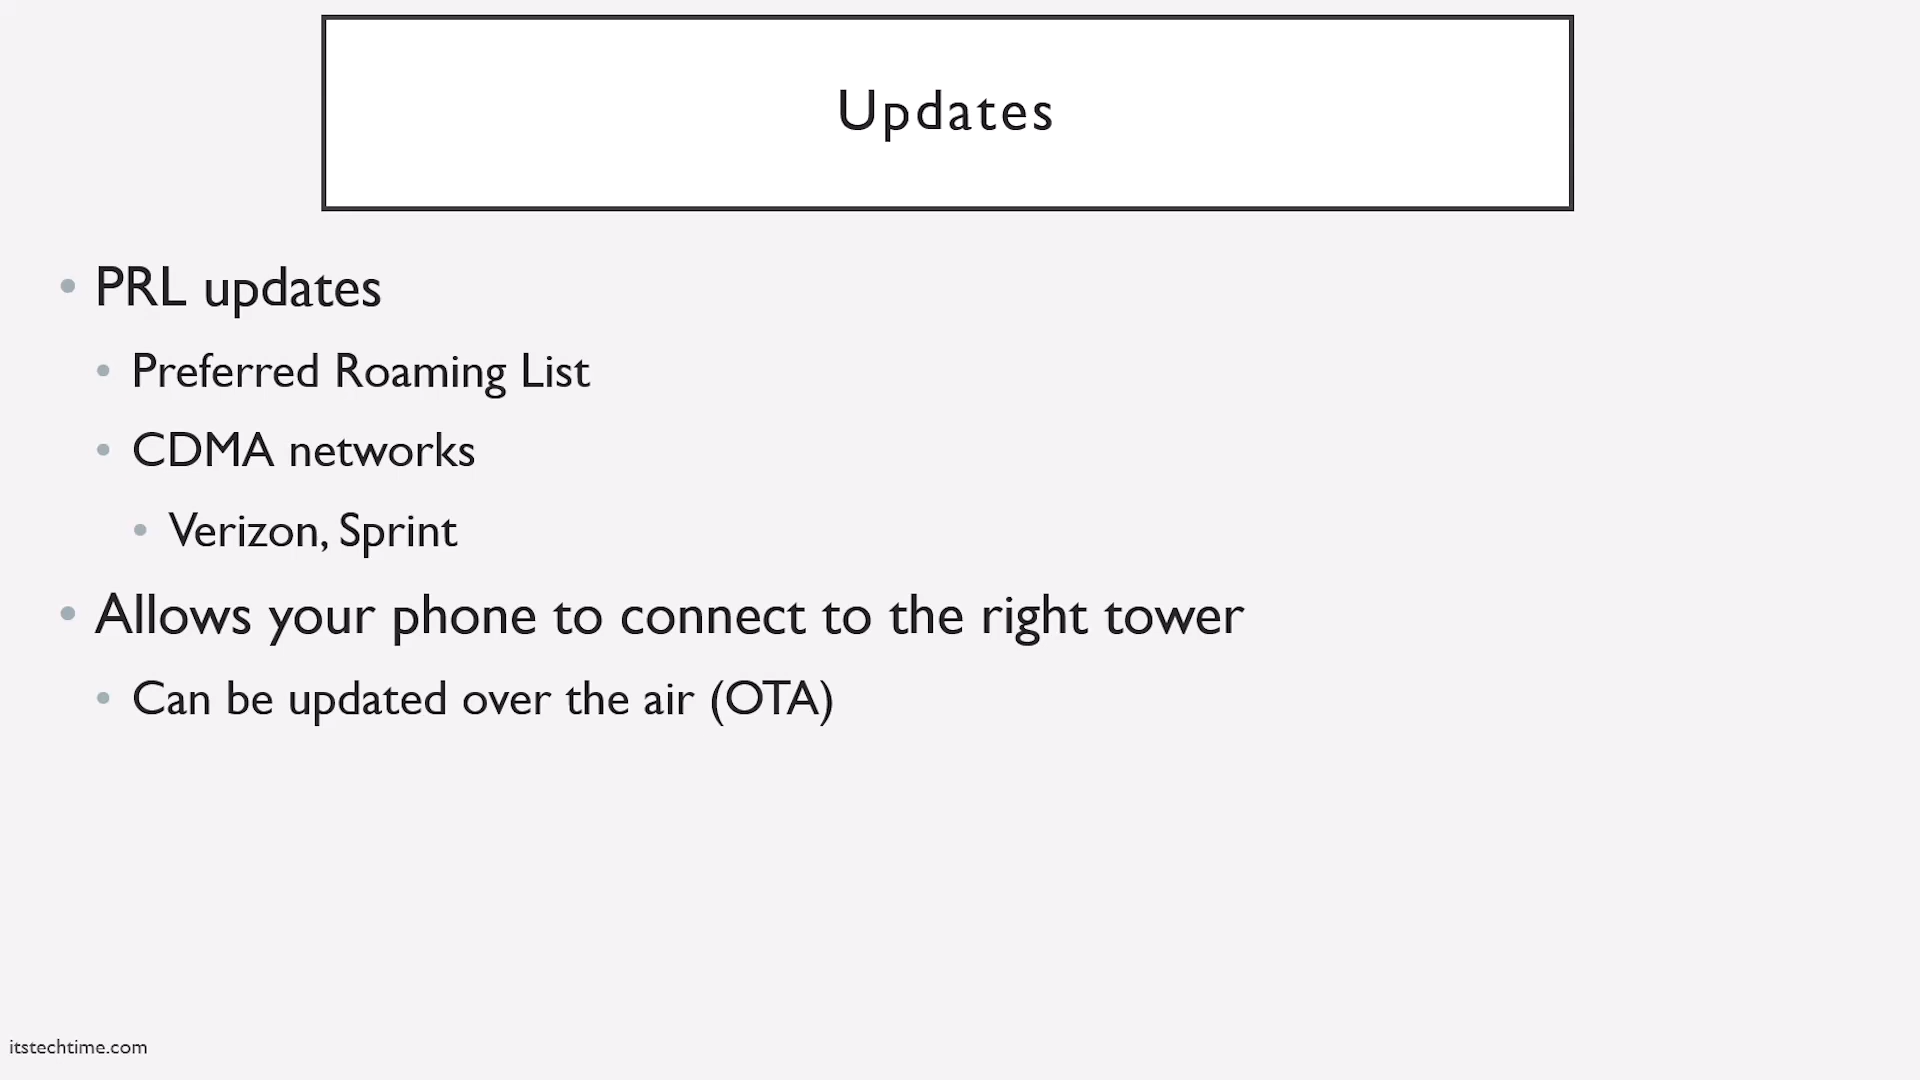 Updates
• PRL updates
• Preferred Roaming List
• CDMA networks
• Verizon, Sprint
• Allows your phone to connect to the right tower
• Can be updated over the air (OTA)
itstechtime.com